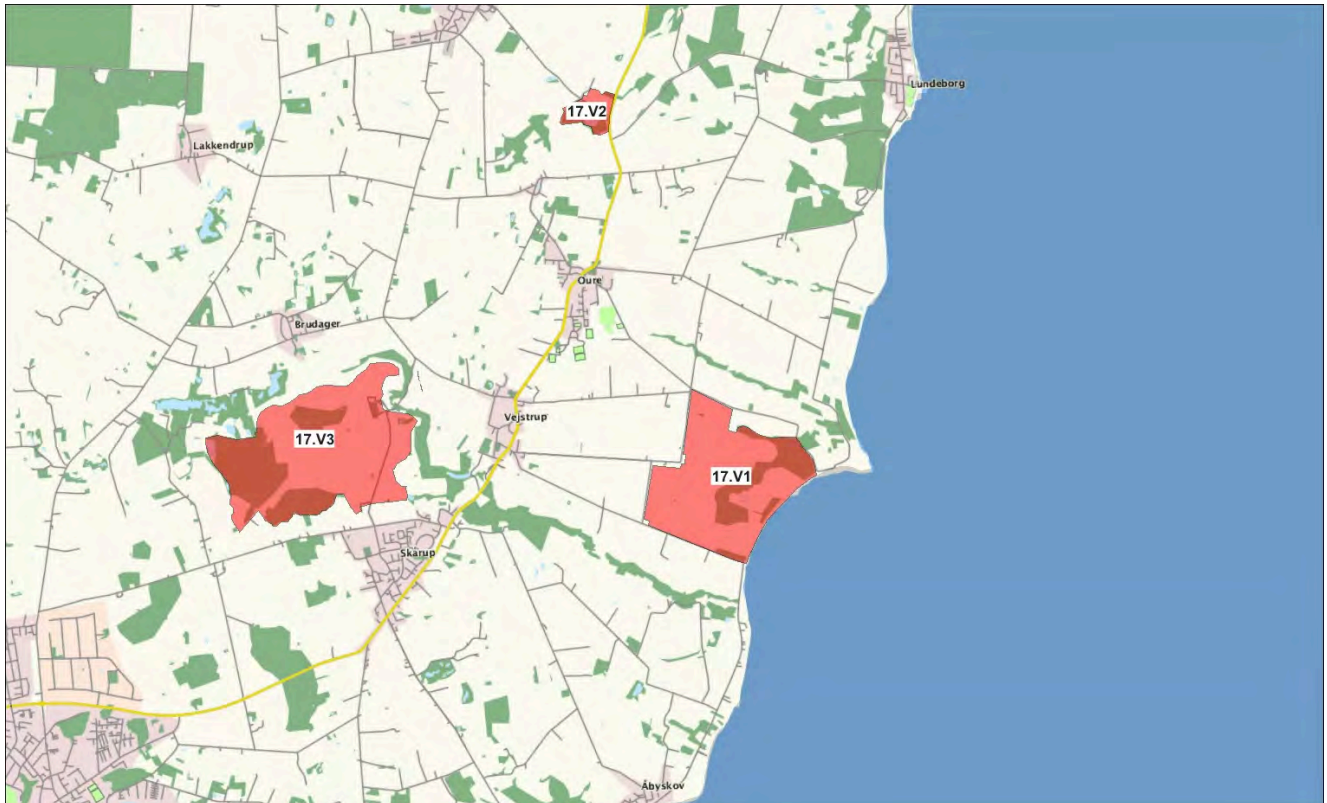 Lundeborg
17.V2
Lakkendrup
Oure
Brudager
Vejstrup
17.V3
17.V1
Skårup
Åbyskov